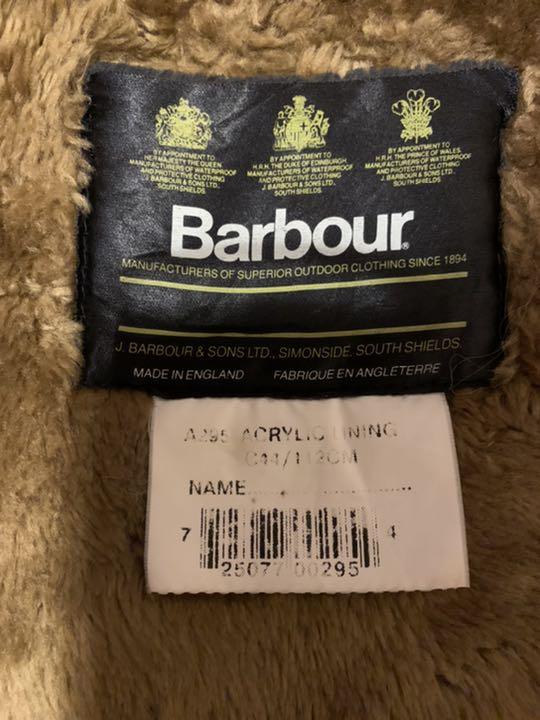 BY APPOINTMENT TO
HER MAJESTY THE QUEEN
MANUFACTURERS OF WATERPROOF
AND PROTECTIVE CLOTHING
J. BARBOUR & SONS LTD.,
SOUTH SHIELDS
BY APPOINTMENT TO
H.R.H. THE DUKE OF EDINBURGH
MANUFACTURERS OF WATERPROOF
AND PROTECTIVE CLOTHING
J. BARBOUR & SONS LTD.,
SOUTH SHIELDS.
BY APPOINTMENT TO
H.R.H. THE PRINCE OF WALES
MANUFACTURERS OF WATERPROOF
AND PROTECTIVE CLOTHING
J. BARBOUR & SONS LTD.,
SOUTH SHIELDS
Barbour®
MANUFACTURERS OF SUPERIOR OUTDOOR CLOTHING SINCE 1894
J. BARBOUR & SONS LTD., SIMONSIDE. SOUTH SHIELDS.
MADE IN ENGLAND FABRIQUE EN ANGLETERRE
A295 ACRYLIC LINING
C44/112CM
NAME..............................
7 25077 00295 4